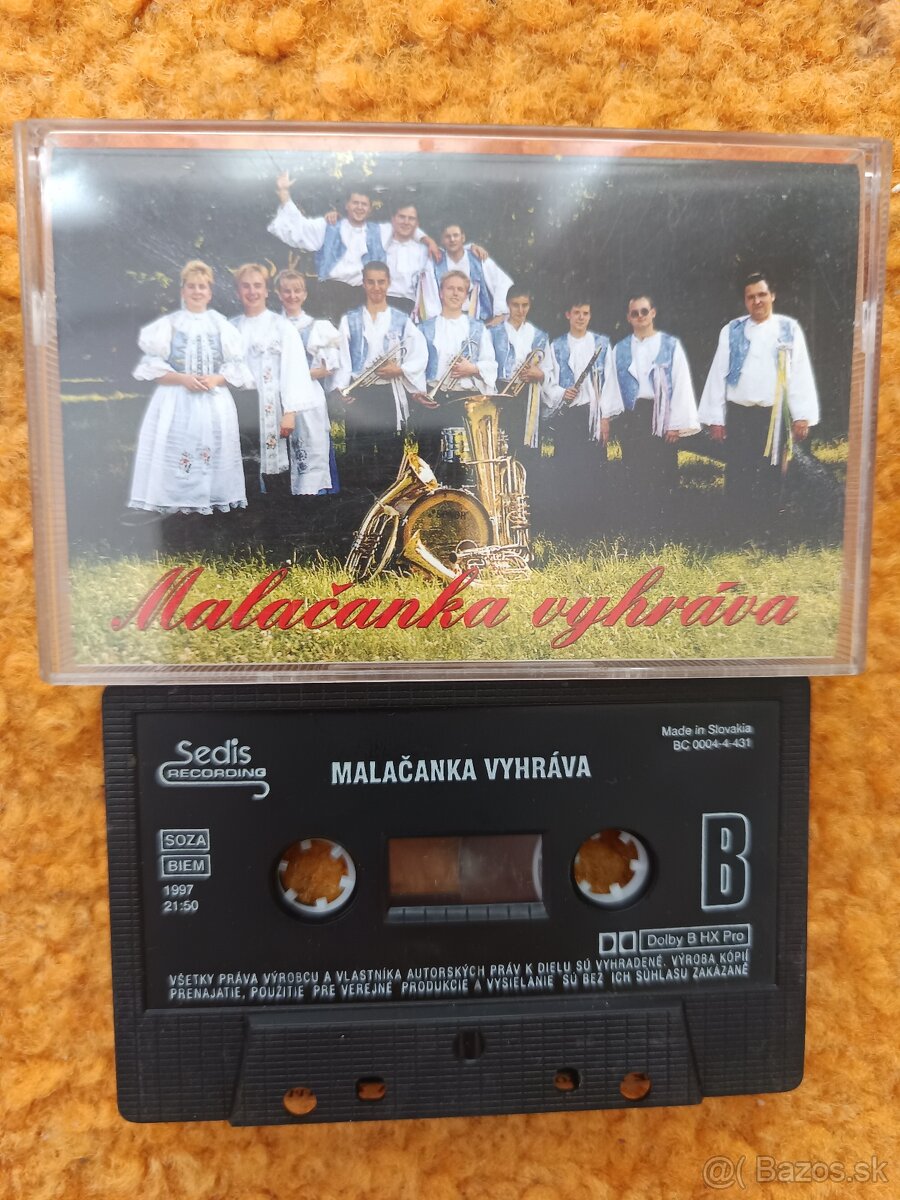 Malačanka vyhráva
Sedis
RECORDING
MALAČANKA VYHRÁVA
Made in Slovakia
BC 0004-4-431
SOZA
BIEM
1997
21:50
B
Dolby B HX Pro
VŠETKY PRÁVA VÝROBCU A VLASTNÍKA AUTORSKÝCH PRÁV K DIELU SÚ VYHRADENÉ. VÝROBA KÓPIÍ
PRENAJATIE, POUŽITIE PRE VEREJNÉ PRODUKCIE A VYSIELANIE SÚ BEZ ICH SÚHLASU ZAKÁZANÉ
@( Bazos.sk